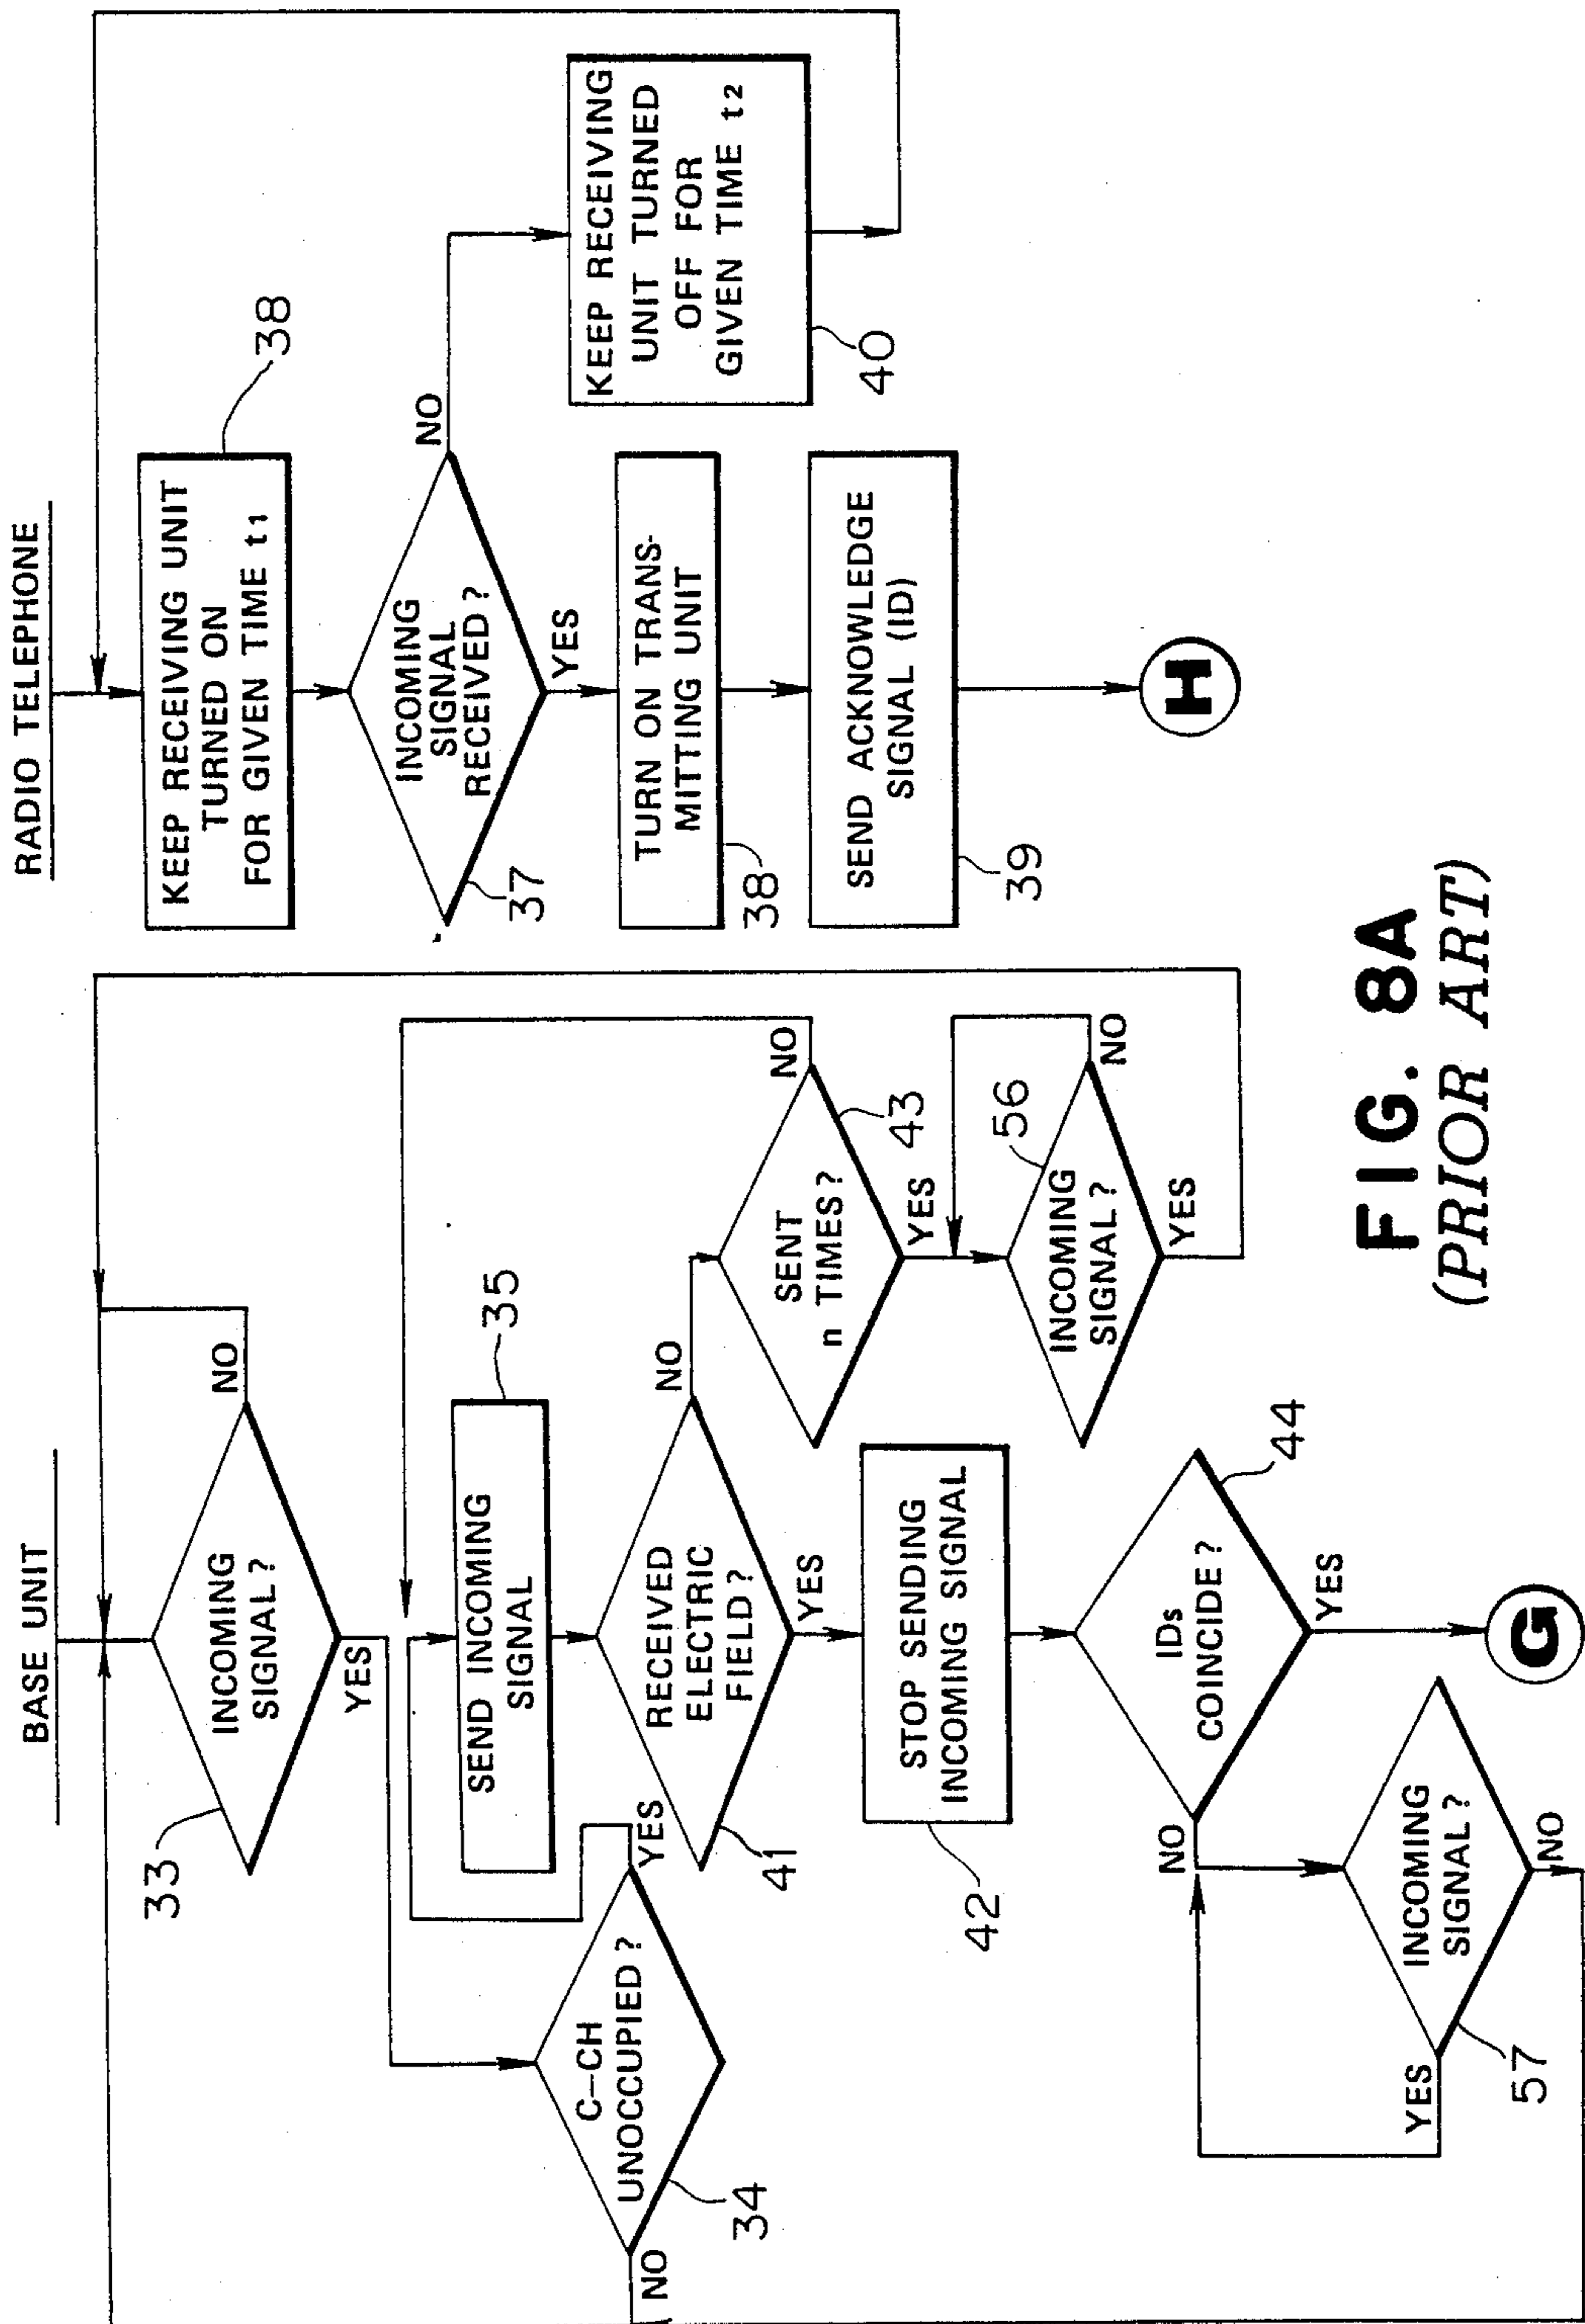 BASE UNIT
33
INCOMING
SIGNAL?
NO
YES
C–CH
UNOCCUPIED?
34
YES
NO
SEND INCOMING
SIGNAL
35
RECEIVED
ELECTRIC
FIELD?
41
NO
YES
SENT
n TIMES?
43
NO
YES
INCOMING
SIGNAL?
56
NO
YES
STOP SENDING
INCOMING SIGNAL
42
IDs
COINCIDE?
44
NO
YES
INCOMING
SIGNAL?
57
YES
NO
G
RADIO TELEPHONE
KEEP RECEIVING UNIT
TURNED ON
FOR GIVEN TIME t1
38
INCOMING
SIGNAL
RECEIVED?
37
NO
YES
KEEP RECEIVING
UNIT TURNED
OFF FOR
GIVEN TIME t2
40
TURN ON TRANS-
MITTING UNIT
38
SEND ACKNOWLEDGE
SIGNAL (ID)
39
H
FIG. 8A
(PRIOR ART)